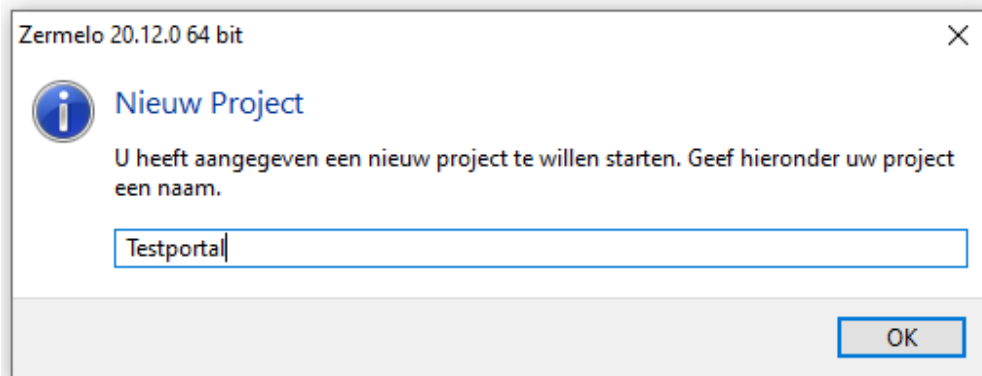 Zermelo 20.12.0 64 bit
Nieuw Project
U heeft aangegeven een nieuw project te willen starten. Geef hieronder uw project
een naam.
Testportal
OK